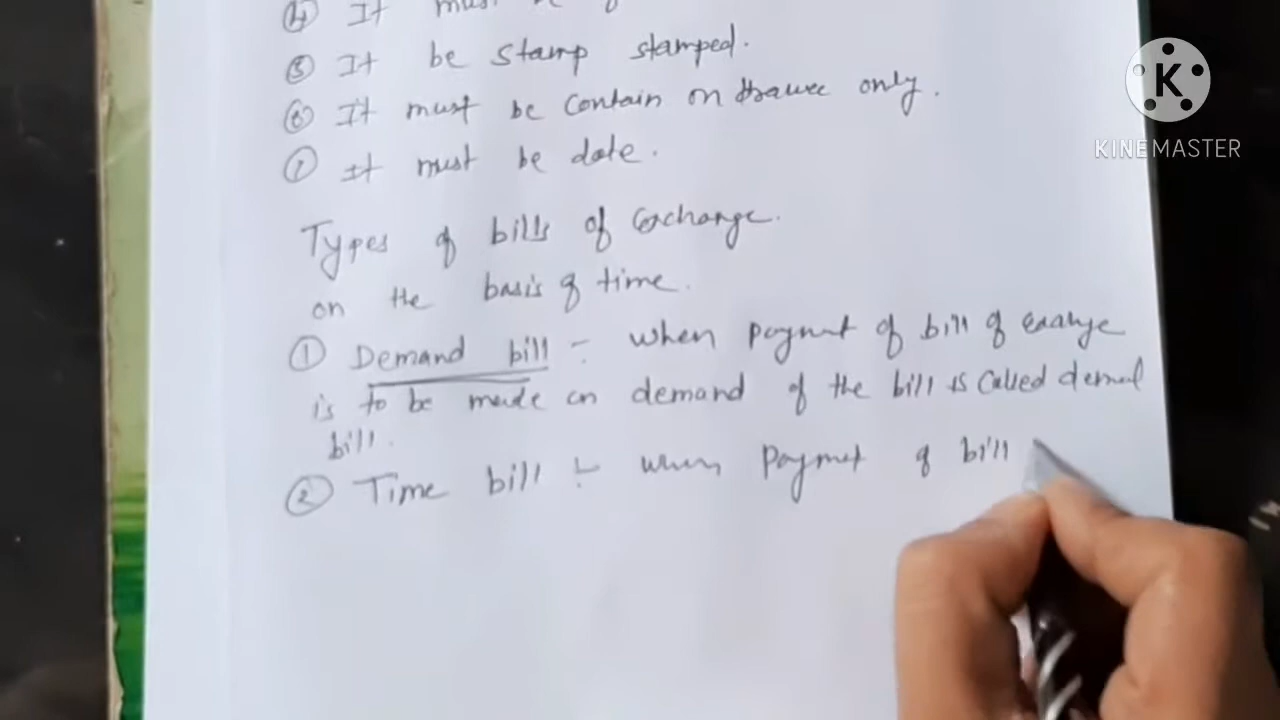 ④ It must
⑤ It be stamp stamped.
⑥ It must be contain on drawee only.
⑦ It must be date.
Types of bills of exchange.
on the basis of time.
① Demand bill :- when payment of bill of exchange
is to be made on demand of the bill is called demand
bill.
② Time bill :- when payment of bill
K
KINEMASTER